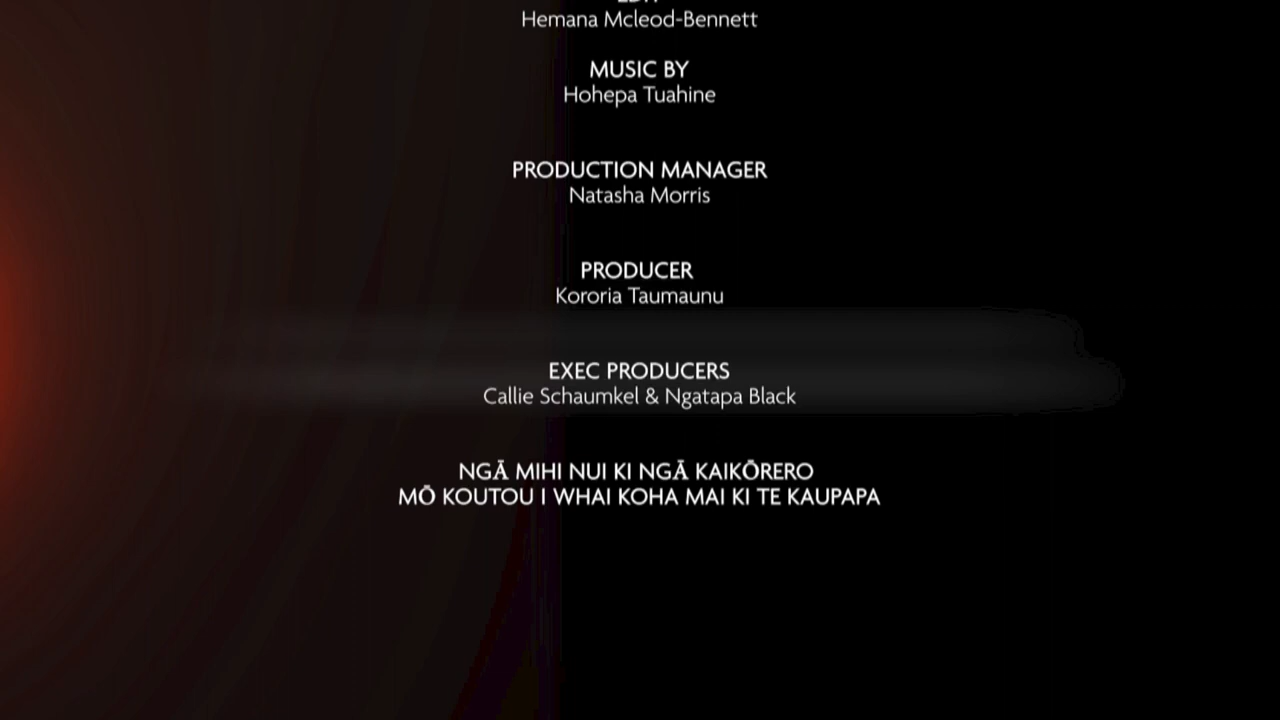 Hemana Mcleod-Bennett
MUSIC BY
Hohepa Tuahine
PRODUCTION MANAGER
Natasha Morris
PRODUCER
Kororia Taumaunu
EXEC PRODUCERS
Callie Schaumkel & Ngatapa Black
NGĀ MIHI NUI KI NGĀ KAIKŌRERO
MŌ KOUTOU I WHAI KOHA MAI KI TE KAUPAPA